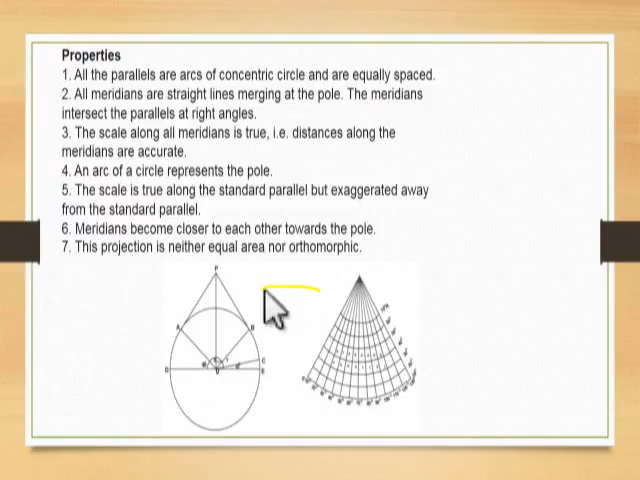 Properties
1. All the parallels are arcs of concentric circle and are equally spaced.
2. All meridians are straight lines merging at the pole. The meridians
intersect the parallels at right angles.
3. The scale along all meridians is true, i.e. distances along the
meridians are accurate.
4. An arc of a circle represents the pole.
5. The scale is true along the standard parallel but exaggerated away
from the standard parallel.
6. Meridians become closer to each other towards the pole.
7. This projection is neither equal area nor orthomorphic.
P
A
B
C
D
E